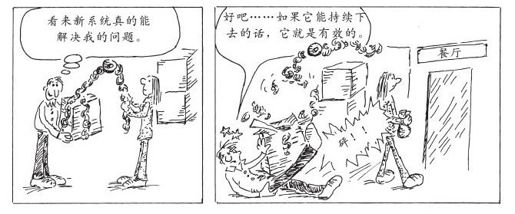 看来新系统真的能
解决我的问题。
好吧……如果它能持续下
去的话，它就是有效的。
餐厅
砰！